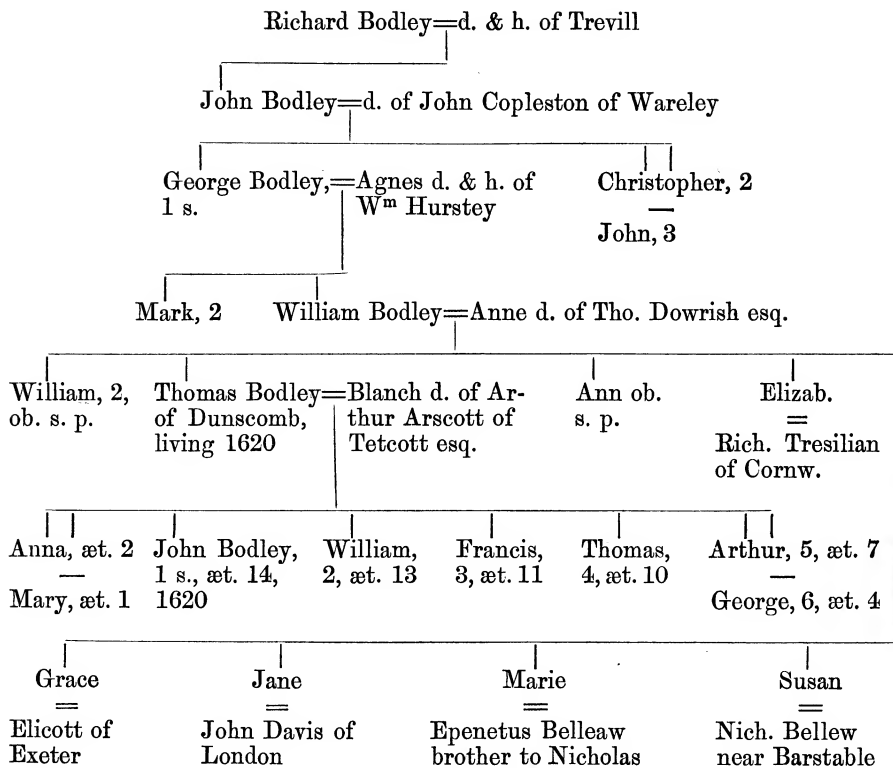 Richard Bodley=d. & h. of Trevill
John Bodley=d. of John Copleston of Wareley
George Bodley,=Agnes d. & h. of
1 s. Wᵐ Hurstey
Christopher, 2
John, 3
Mark, 2
William Bodley=Anne d. of Tho. Dowrish esq.
William, 2,
ob. s. p.
Thomas Bodley=Blanch d. of Ar-
of Dunscomb, thur Arscott of
living 1620 Tetcott esq.
Ann ob.
s. p.
Elizab.
=
Rich. Tresilian
of Cornw.
Anna, æt. 2
Mary, æt. 1
John Bodley,
1 s., æt. 14,
1620
William,
2, æt. 13
Francis,
3, æt. 11
Thomas,
4, æt. 10
Arthur, 5, æt. 7
George, 6, æt. 4
Grace
=
Elicott of
Exeter
Jane
=
John Davis of
London
Marie
=
Epenetus Belleaw
brother to Nicholas
Susan
=
Nich. Bellew
near Barstable